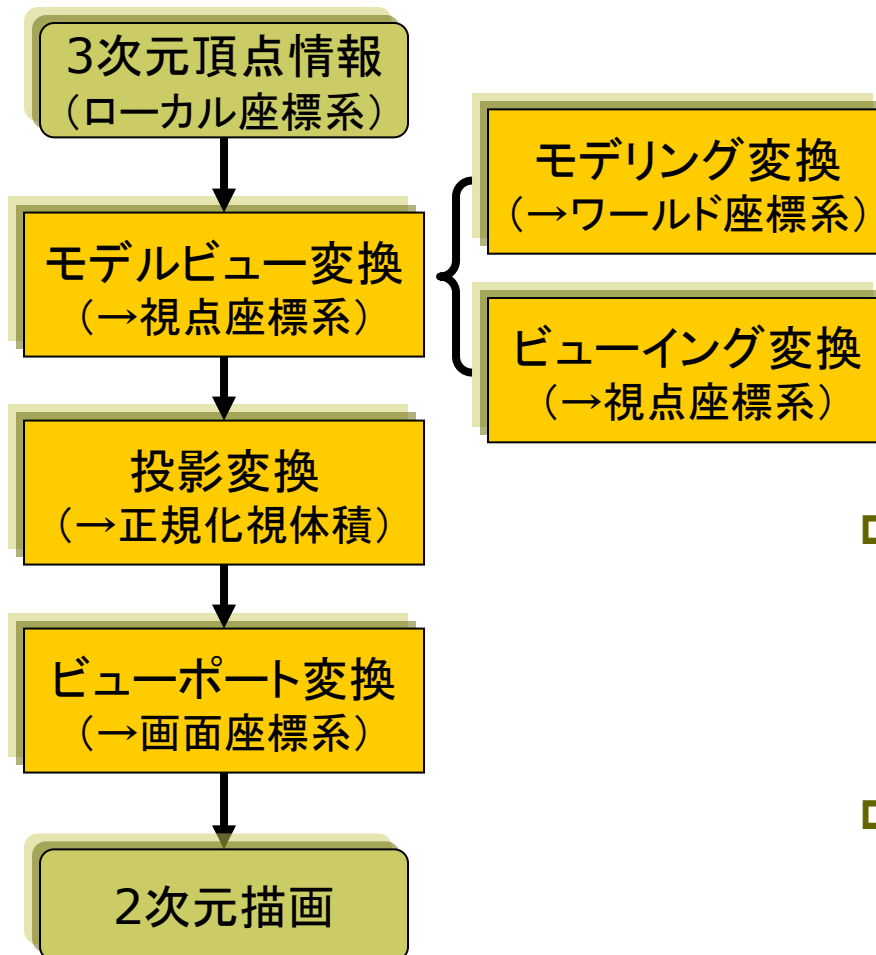 3次元頂点情報
（ローカル座標系）
モデルビュー変換
（→視点座標系）
モデリング変換
（→ワールド座標系）
ビューイング変換
（→視点座標系）
投影変換
（→正規化視体積）
ビューポート変換
（→画面座標系）
2次元描画